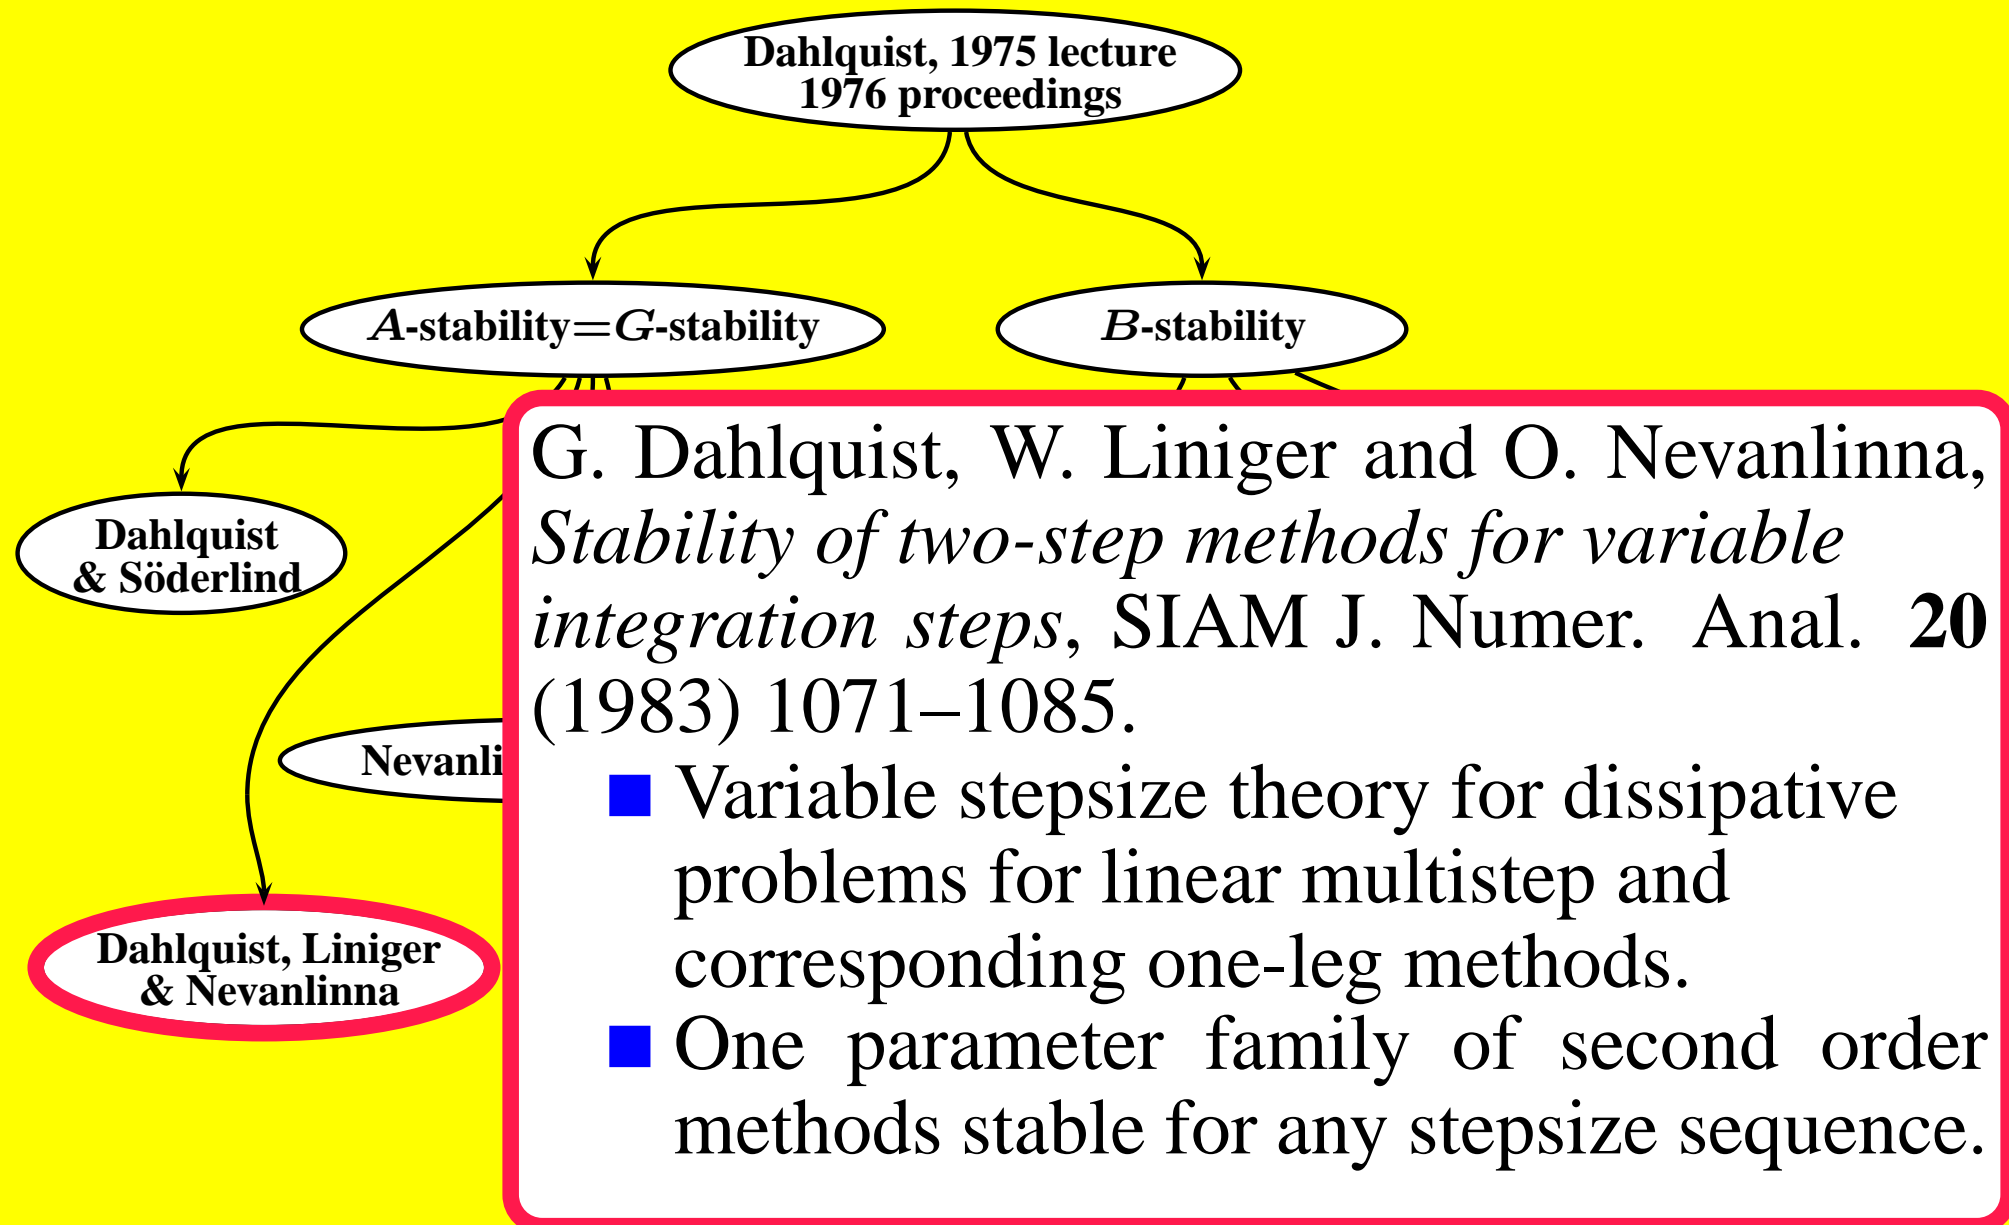 Dahlquist, 1975 lecture
1976 proceedings
A-stability=G-stability
B-stability
Dahlquist
& Söderlind
G. Dahlquist, W. Liniger and O. Nevanlinna,
Stability of two-step methods for variable
integration steps, SIAM J. Numer. Anal. 20
(1983) 1071–1085.
Variable stepsize theory for dissipative
problems for linear multistep and
corresponding one-leg methods.
One parameter family of second order
methods stable for any stepsize sequence.
Nevanli
Dahlquist, Liniger
& Nevanlinna